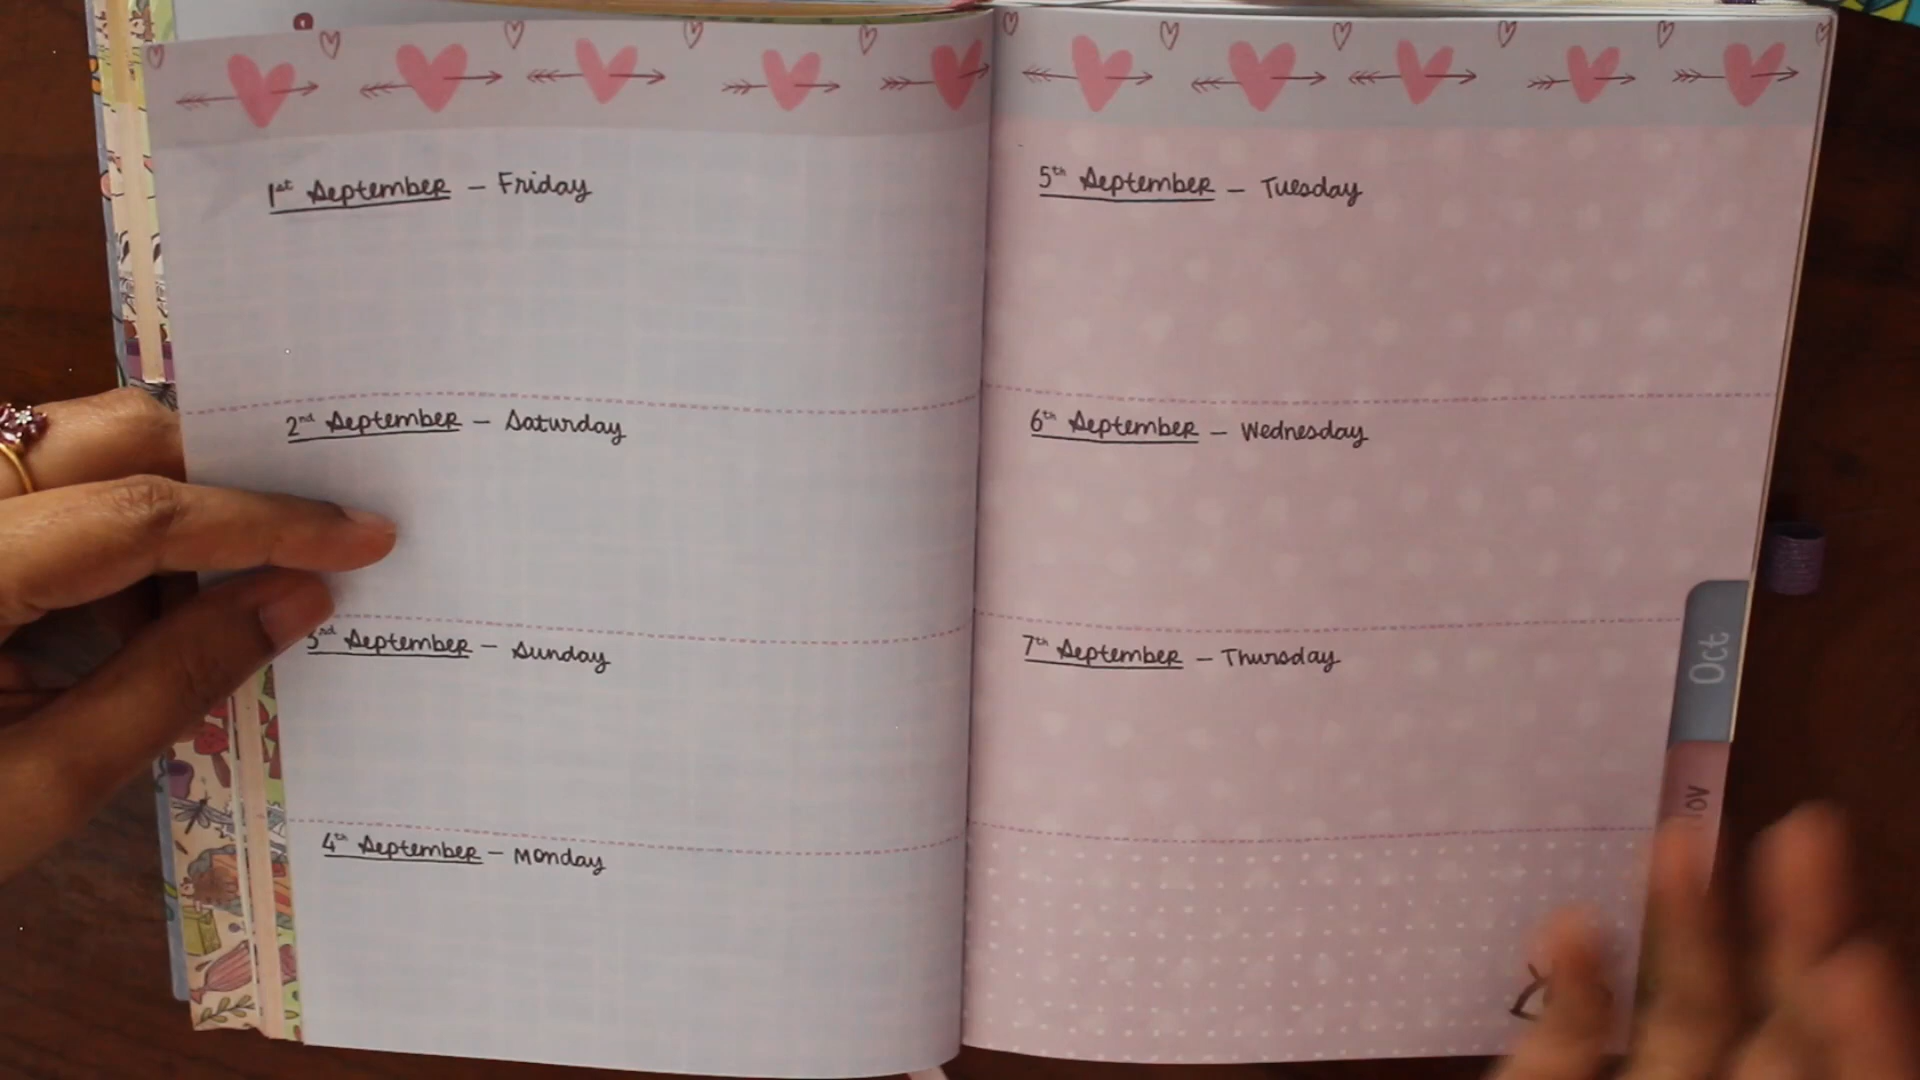 1st September - Friday
2nd September - Saturday
3rd September - Sunday
4th September - Monday
5th September - Tuesday
6th September - Wednesday
7th September - Thursday
Oct
Nov